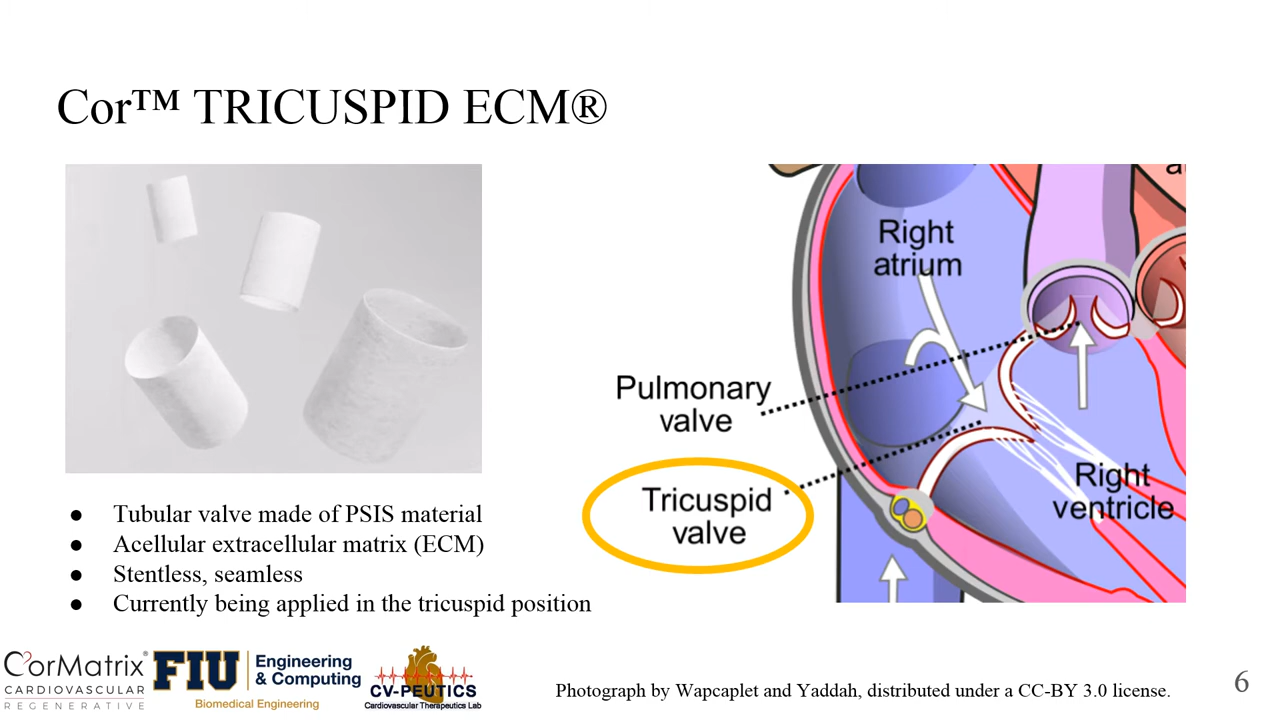 Cor™ TRICUSPID ECM®
Right
atrium
Pulmonary
valve
Tricuspid
valve
Right
ventricle
● Tubular valve made of PSIS material
● Acellular extracellular matrix (ECM)
● Stentless, seamless
● Currently being applied in the tricuspid position
CorMatrix®
CARDIOVASCULAR
REGENERATIVE
FIU
Engineering
& Computing
Biomedical Engineering
CV-PEUTICS
Cardiovascular Therapeutics Lab
Photograph by Wapcaplet and Yaddah, distributed under a CC-BY 3.0 license.
6